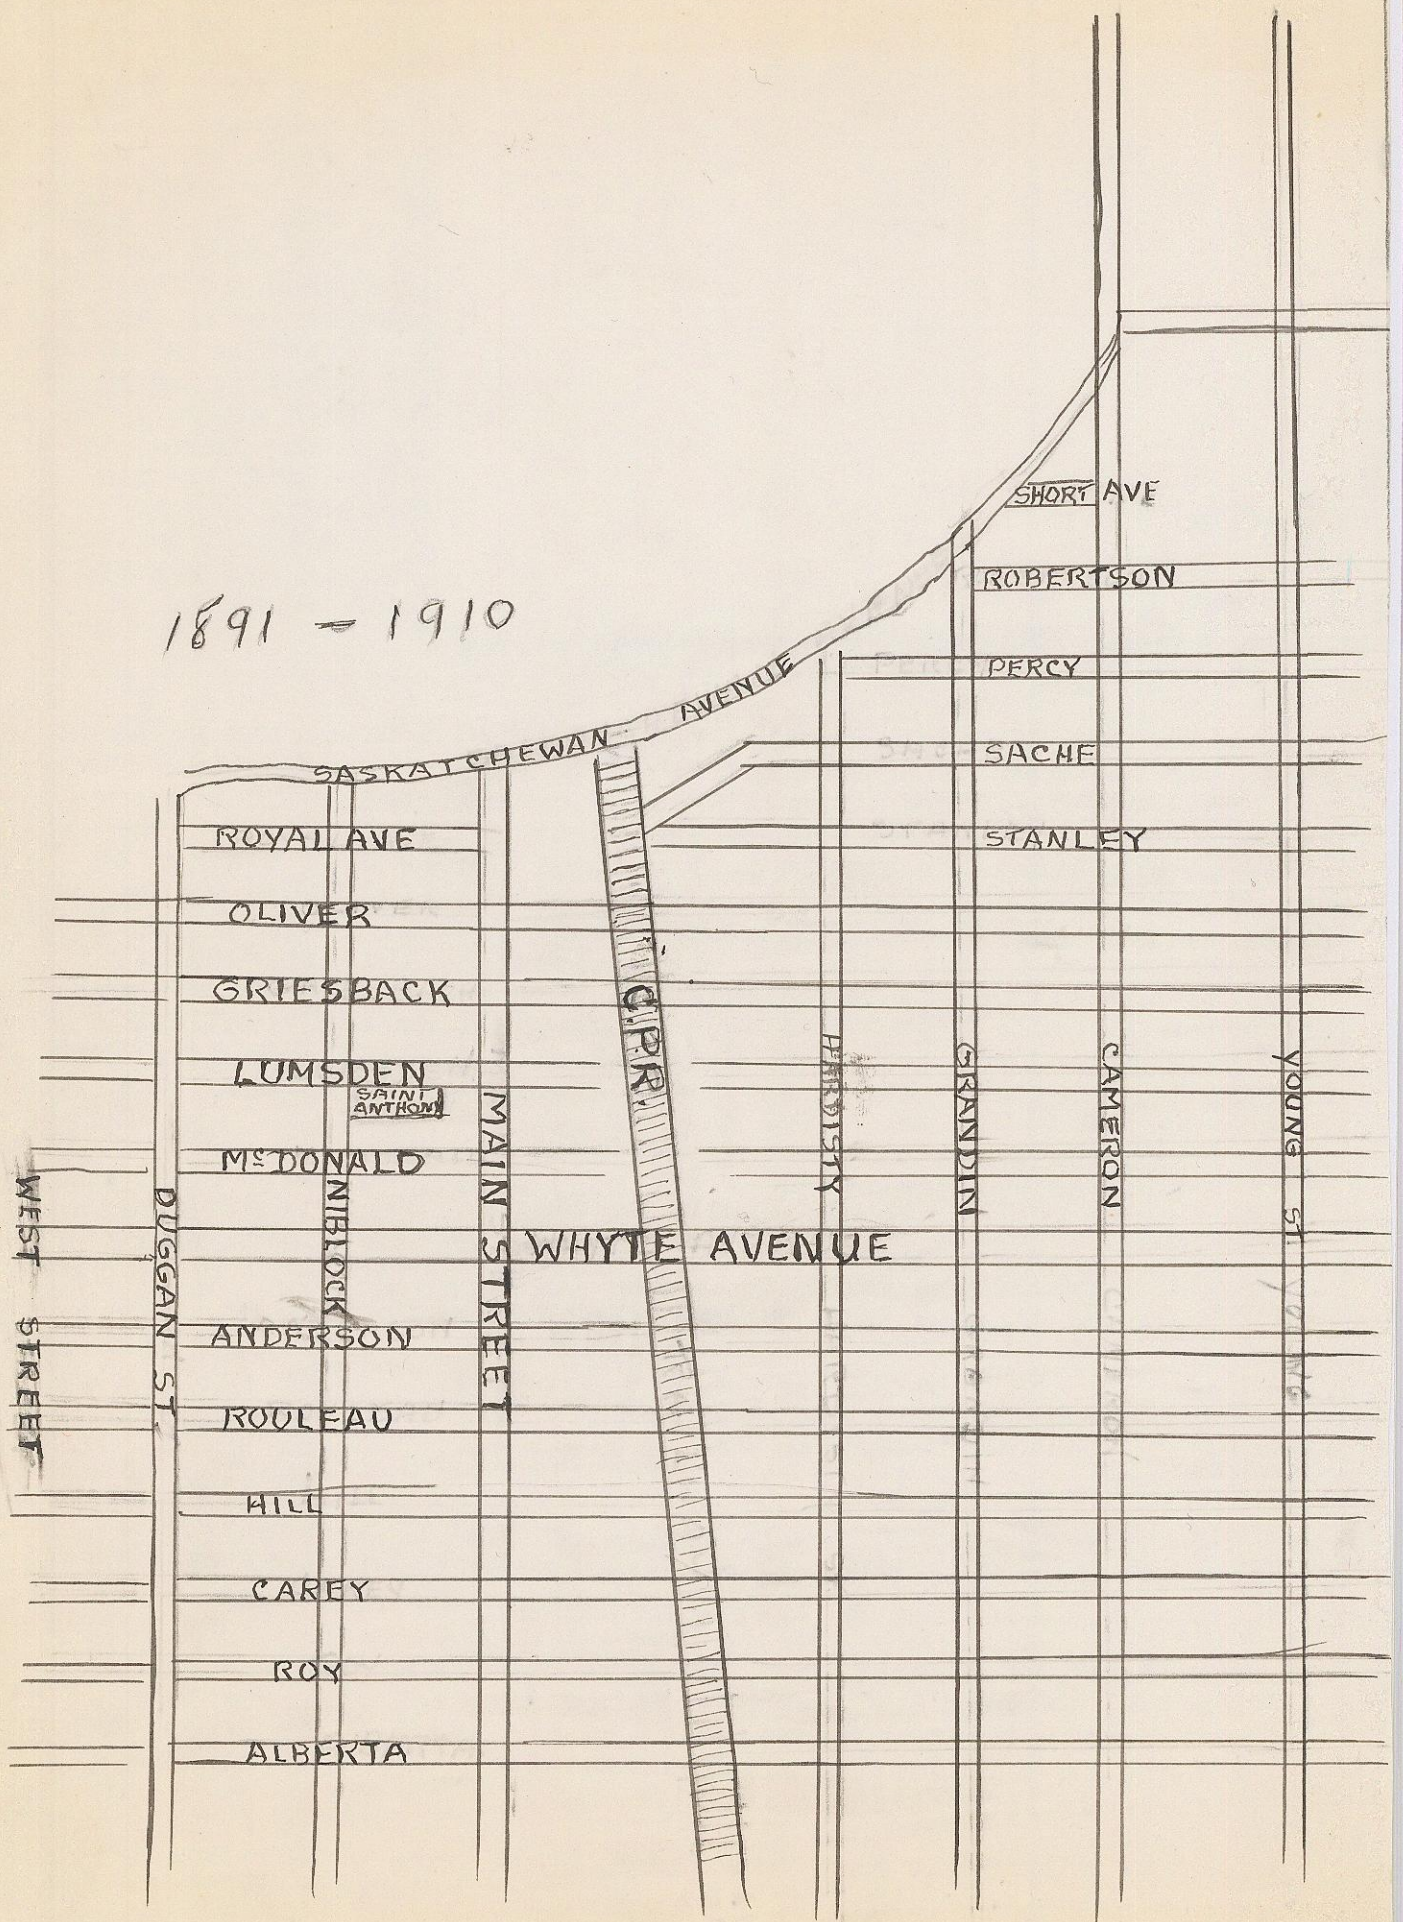 SHORT AVE
ROBERTSON
1891 - 1910
PERCY
SASKATCHEWAN AVENUE
SACHE
ROYAL AVE
STANLEY
OLIVER
GRIESBACK
C.P.R.
LUMSDEN
SAINT
ANTHONY
McDONALD
WEST STREET
DUGGAN ST
NIBLOCK
MAIN STREET
WHYTE AVENUE
HARDISTY
GRANDIN
CAMERON
YOUNG ST
ANDERSON
ROULEAU
HILL
CAREY
ROY
ALBERTA